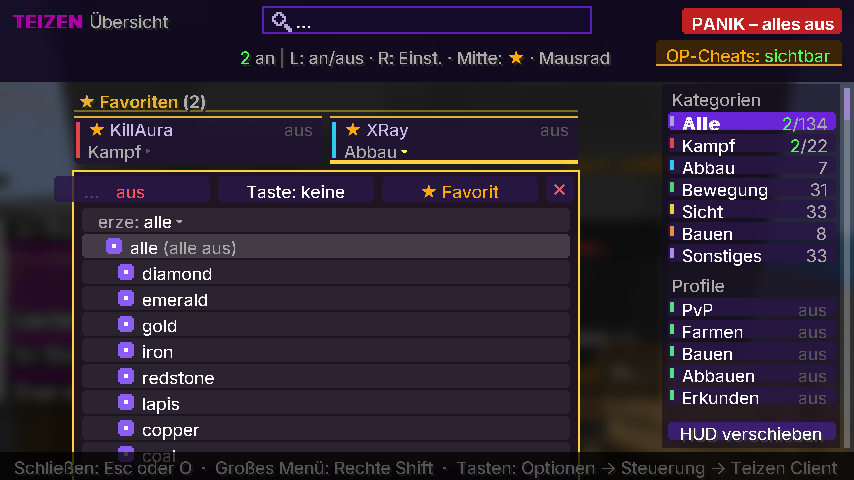 TEIZEN Übersicht
...
PANIK – alles aus
2 an | L: an/aus · R: Einst. · Mitte: ★ · Mausrad
OP-Cheats: sichtbar
★ Favoriten (2)
★ KillAura aus
Kampf
★ XRay aus
Abbau
... aus
Taste: keine
★ Favorit
×
erze: alle
alle (alle aus)
diamond
emerald
gold
iron
redstone
lapis
copper
coal
Kategorien
Alle 2/134
Kampf 2/22
Abbau 7
Bewegung 31
Sicht 33
Bauen 8
Sonstiges 33
Profile
PvP aus
Farmen aus
Bauen aus
Abbauen aus
Erkunden aus
HUD verschieben
Schließen: Esc oder O · Großes Menü: Rechte Shift · Tasten: Optionen → Steuerung → Teizen Client